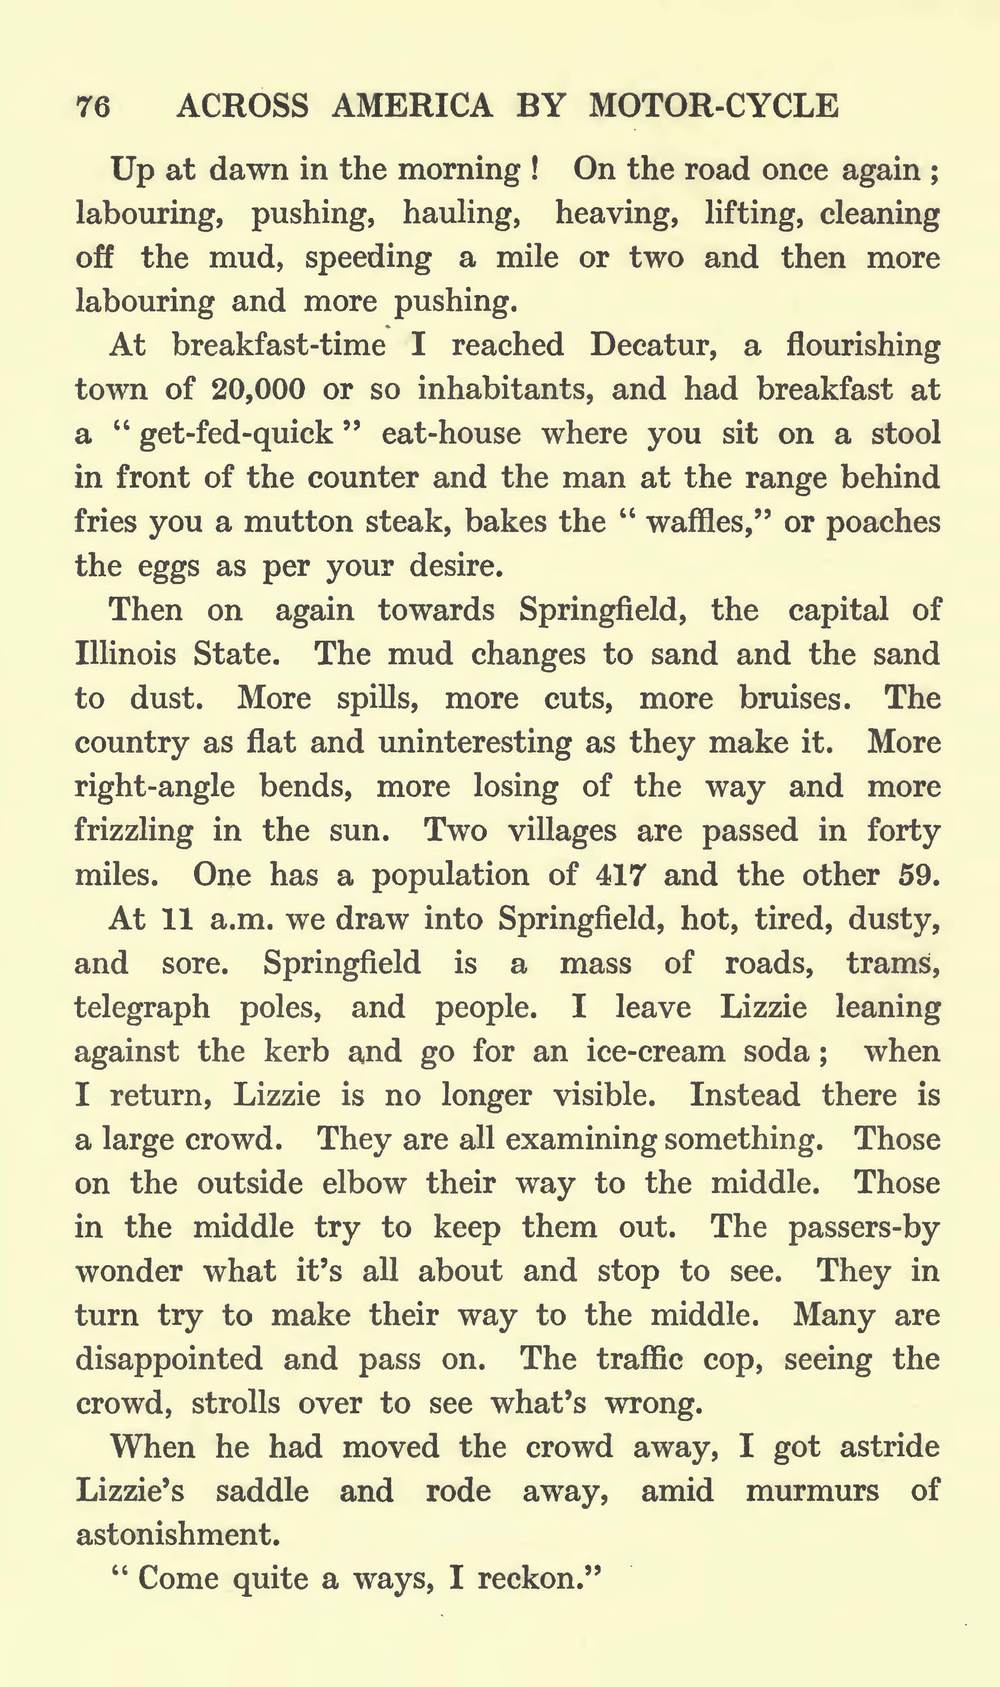 76 ACROSS AMERICA BY MOTOR-CYCLE
Up at dawn in the morning ! On the road once again ;
labouring, pushing, hauling, heaving, lifting, cleaning
off the mud, speeding a mile or two and then more
labouring and more pushing.
At breakfast-time I reached Decatur, a flourishing
town of 20,000 or so inhabitants, and had breakfast at
a “ get-fed-quick ” eat-house where you sit on a stool
in front of the counter and the man at the range behind
fries you a mutton steak, bakes the “ waffles,” or poaches
the eggs as per your desire.
Then on again towards Springfield, the capital of
Illinois State. The mud changes to sand and the sand
to dust. More spills, more cuts, more bruises. The
country as flat and uninteresting as they make it. More
right-angle bends, more losing of the way and more
frizzling in the sun. Two villages are passed in forty
miles. One has a population of 417 and the other 59.
At 11 a.m. we draw into Springfield, hot, tired, dusty,
and sore. Springfield is a mass of roads, trams,
telegraph poles, and people. I leave Lizzie leaning
against the kerb and go for an ice-cream soda ; when
I return, Lizzie is no longer visible. Instead there is
a large crowd. They are all examining something. Those
on the outside elbow their way to the middle. Those
in the middle try to keep them out. The passers-by
wonder what it’s all about and stop to see. They in
turn try to make their way to the middle. Many are
disappointed and pass on. The traffic cop, seeing the
crowd, strolls over to see what’s wrong.
When he had moved the crowd away, I got astride
Lizzie’s saddle and rode away, amid murmurs of
astonishment.
“ Come quite a ways, I reckon.”